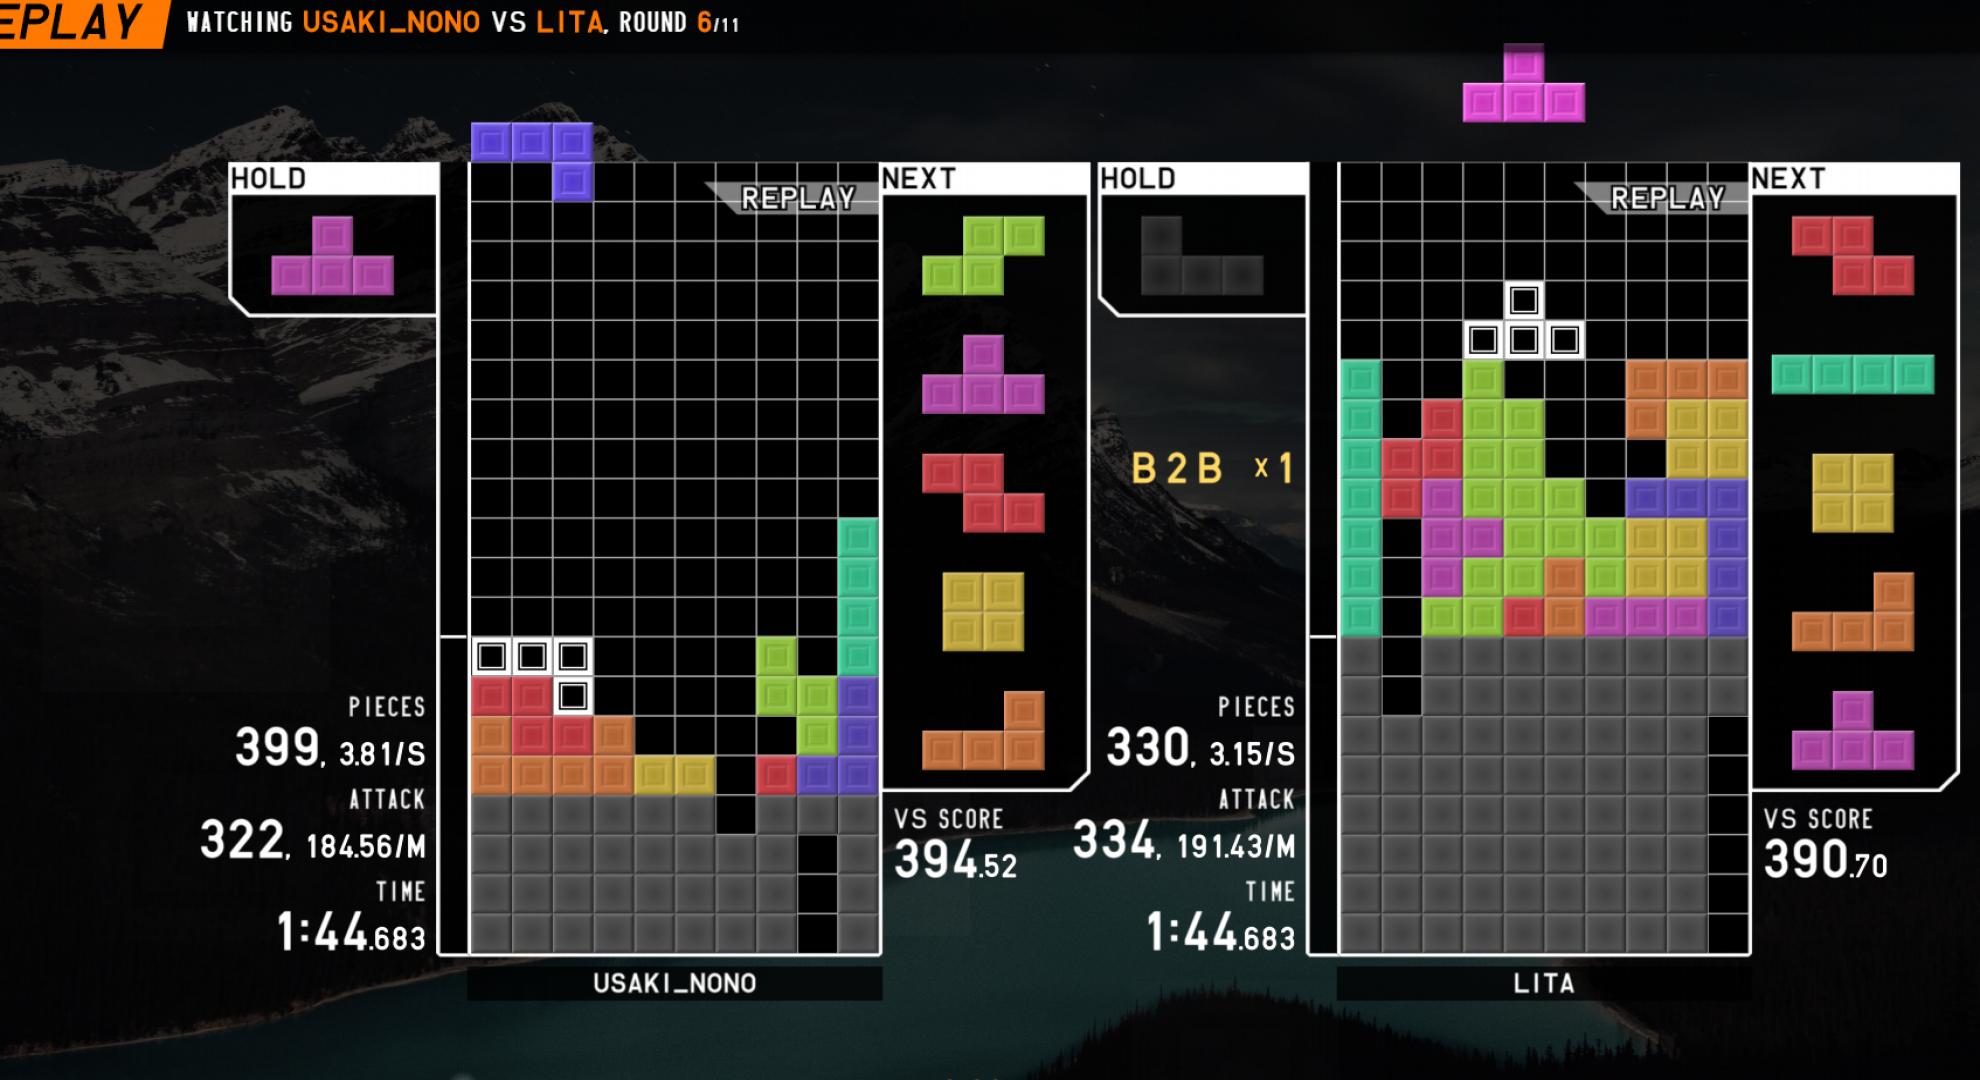 EPLAY
WATCHING USAKI_NONO VS LITA, ROUND 6/11
HOLD
REPLAY
NEXT
PIECES
399, 3.81/S
ATTACK
322, 184.56/M
TIME
1:44.683
VS SCORE
394.52
USAKI_NONO
HOLD
REPLAY
NEXT
B2B ×1
PIECES
330, 3.15/S
ATTACK
334, 191.43/M
TIME
1:44.683
VS SCORE
390.70
LITA